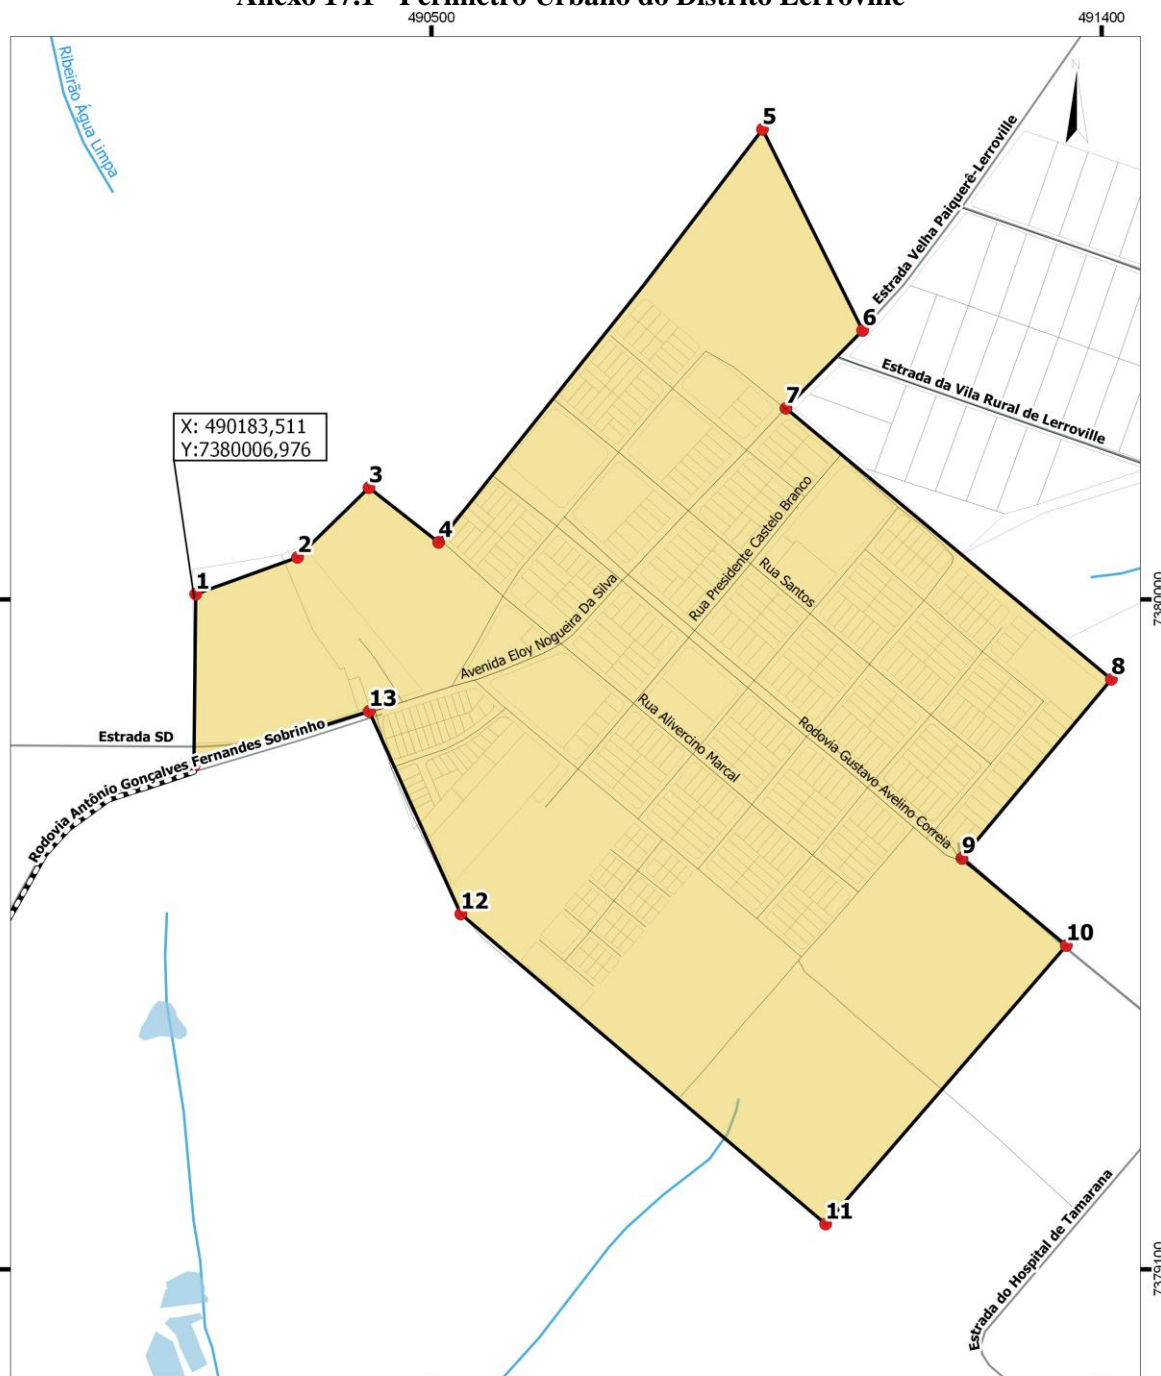 Anexo 17.1 - Perímetro Urbano do Distrito Lerroville
490500
491400
Ribeirão Água Limpa
N
5
Estrada Velha Paiquerê-Lerroville
6
Estrada da Vila Rural de Lerroville
7
X: 490183,511
Y:7380006,976
3
4
2
1
Rua Presidente Castelo Branco
Rua Santos
7380000
Avenida Eloy Nogueira Da Silva
8
13
Rua Alivercino Marcal
Rodovia Gustavo Avelino Correia
Estrada SD
Rodovia Antônio Gonçalves Fernandes Sobrinho
9
12
10
11
Estrada do Hospital de Tamarana
7379100